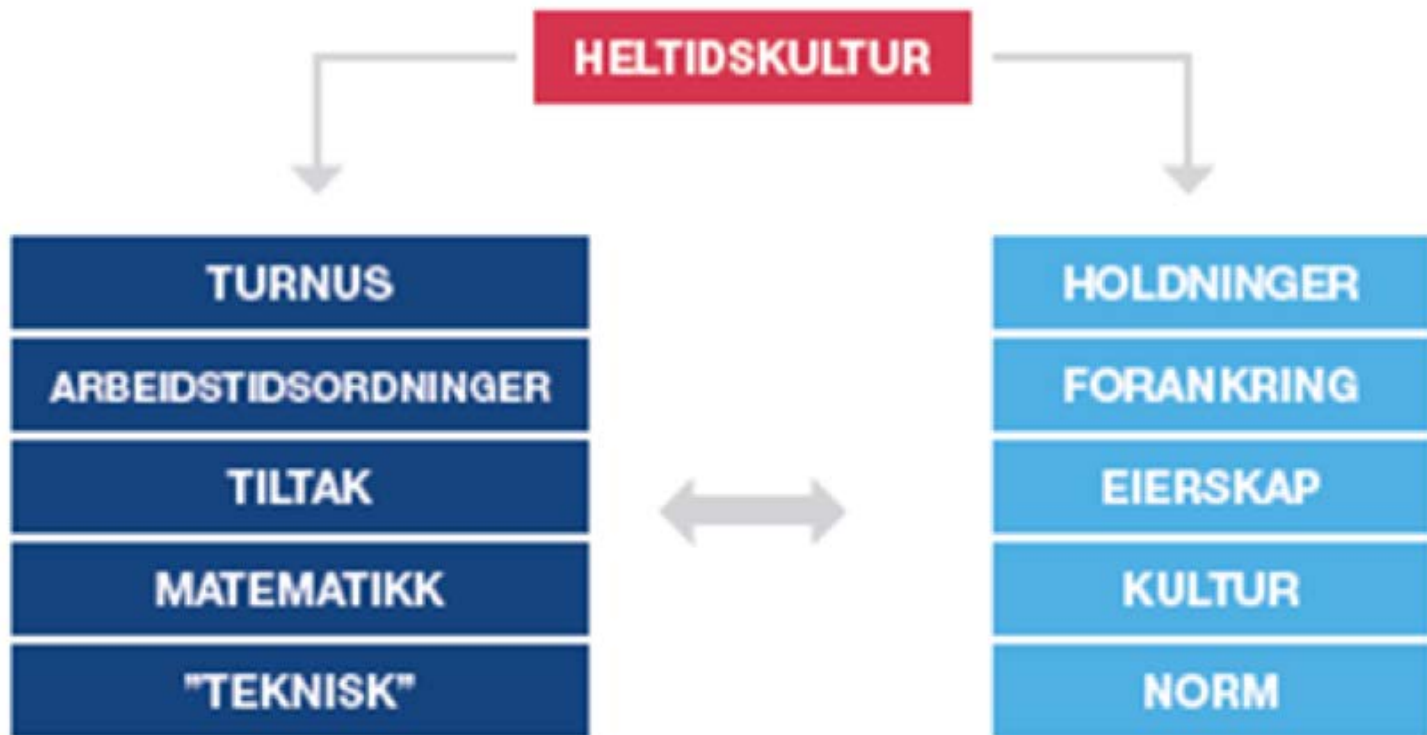 HELTIDSKULTUR
TURNUS
ARBEIDSTIDSORDNINGER
TILTAK
MATEMATIKK
"TEKNISK"
HOLDNINGER
FORANKRING
EIERSKAP
KULTUR
NORM